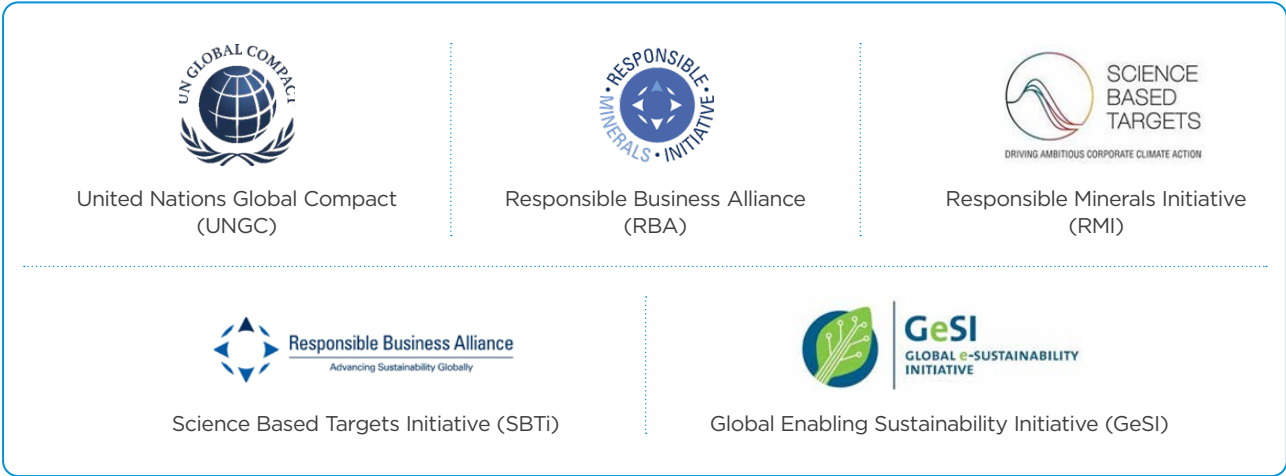 UN GLOBAL COMPACT
United Nations Global Compact
(UNGC)
RESPONSIBLE • MINERALS • INITIATIVE •
Responsible Business Alliance
(RBA)
SCIENCE
BASED
TARGETS
DRIVING AMBITIOUS CORPORATE CLIMATE ACTION
Responsible Minerals Initiative
(RMI)
Responsible Business Alliance
Advancing Sustainability Globally
Science Based Targets Initiative (SBTi)
GeSI
GLOBAL e-SUSTAINABILITY
INITIATIVE
Global Enabling Sustainability Initiative (GeSI)